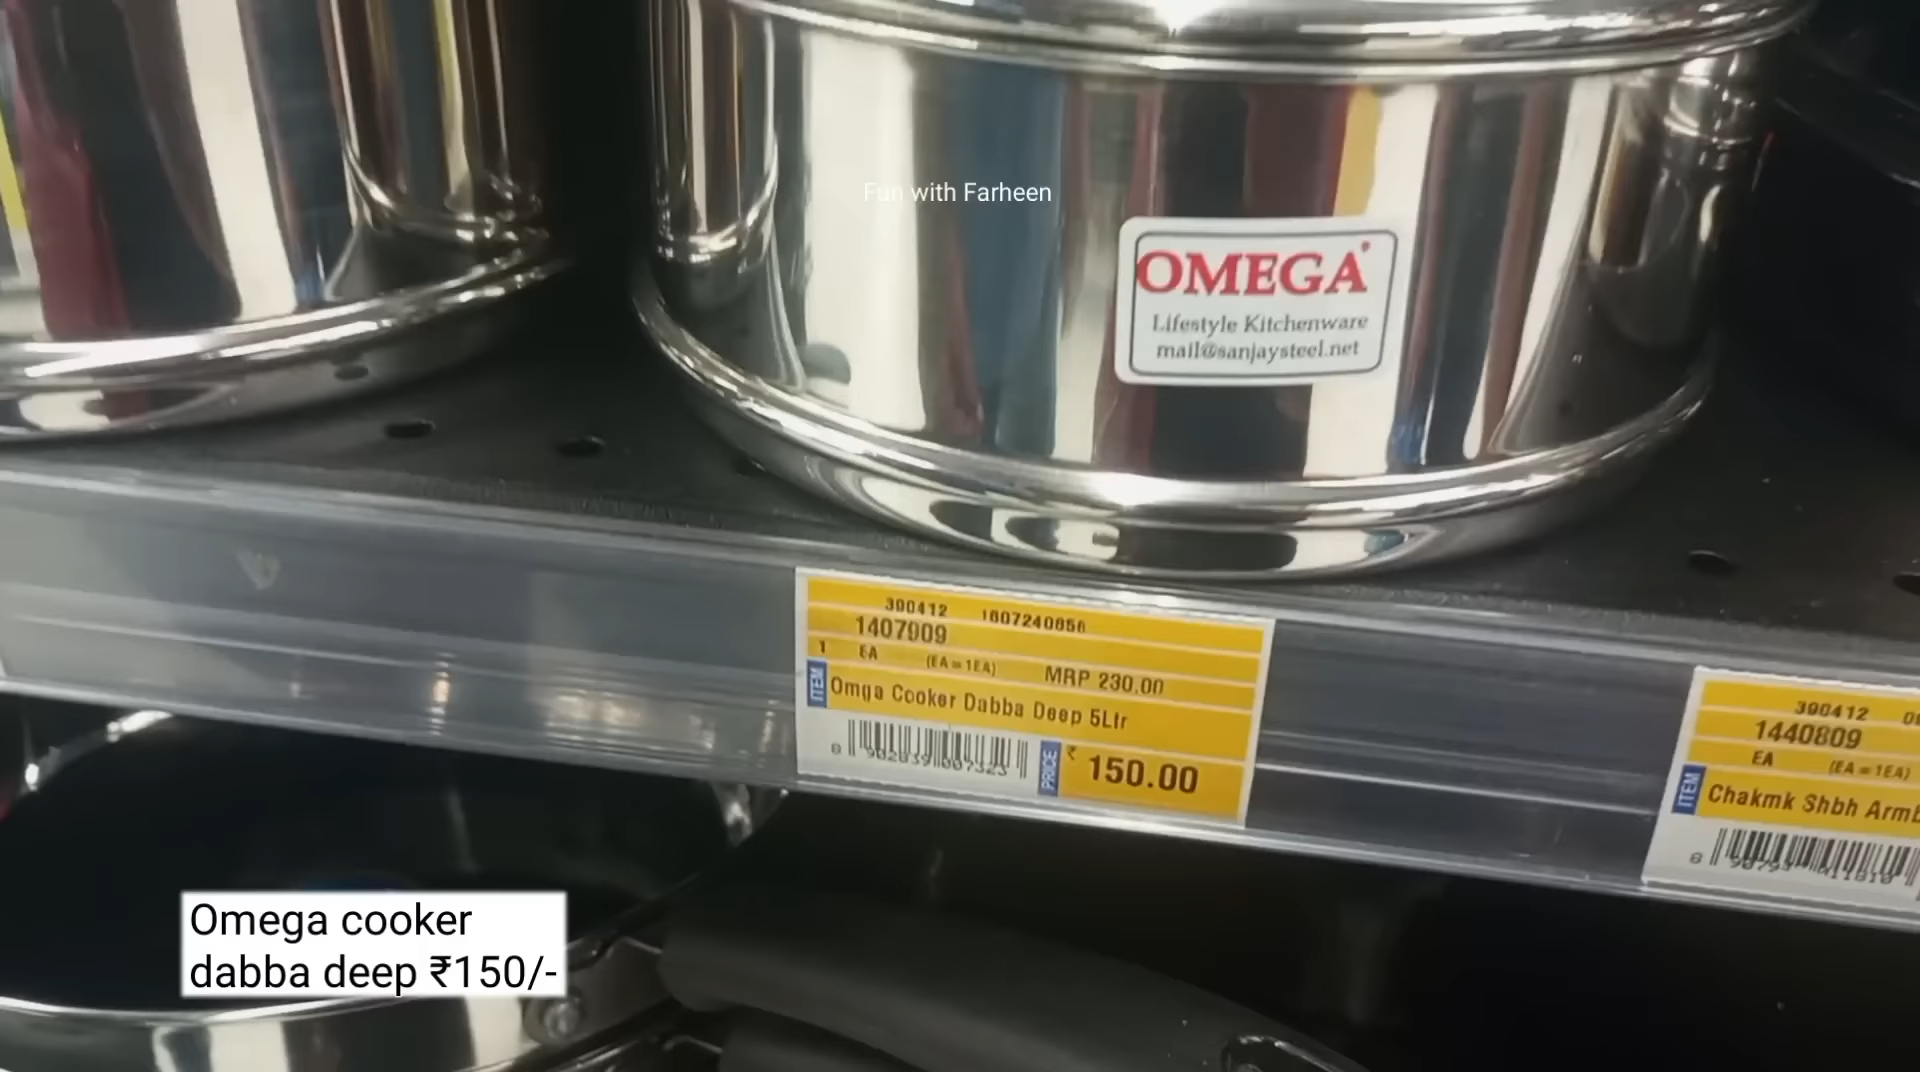 Fun with Farheen
OMEGA
Lifestyle Kitchenware
mail@sanjaysteel.net
390412 1607240856
1407909
1 EA (EA=1EA) MRP 230.00
ITEM Omga Cooker Dabba Deep 5Ltr
PRICE ₹ 150.00
390412
1440809
EA (EA=1EA)
ITEM Chakmk Shbh
Omega cooker
dabba deep ₹150/-